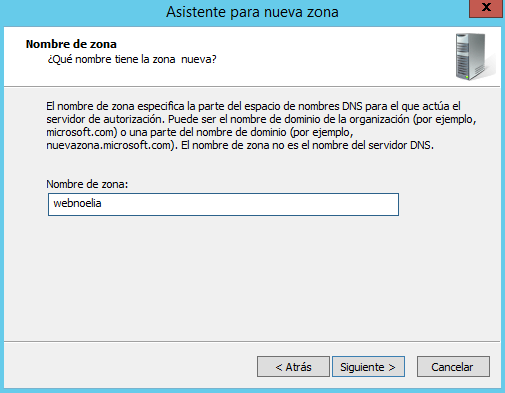 Asistente para nueva zona
x
Nombre de zona
¿Qué nombre tiene la zona nueva?
El nombre de zona especifica la parte del espacio de nombres DNS para el que actúa el
servidor de autorización. Puede ser el nombre de dominio de la organización (por ejemplo,
microsoft.com) o una parte del nombre de dominio (por ejemplo,
nuevazona.microsoft.com). El nombre de zona no es el nombre del servidor DNS.
Nombre de zona:
webnoelia
< Atrás
Siguiente >
Cancelar